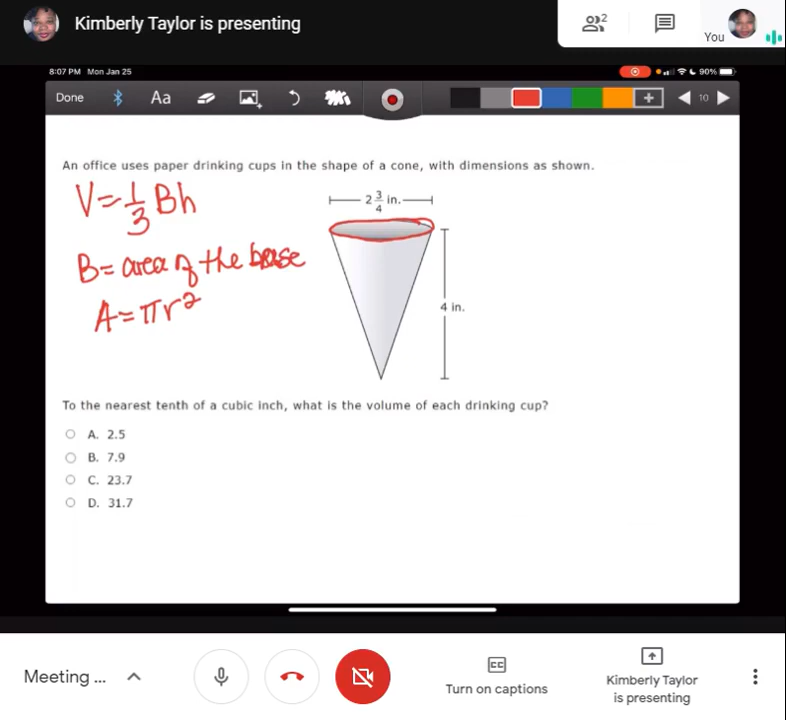 Kimberly Taylor is presenting
2
You
8:07 PM Mon Jan 25
90%
Done
Aa
+
10
An office uses paper drinking cups in the shape of a cone, with dimensions as shown.
V=1/3 Bh
2 3/4 in.
B= area of the base
A=πr²
4 in.
To the nearest tenth of a cubic inch, what is the volume of each drinking cup?
A. 2.5
B. 7.9
C. 23.7
D. 31.7
Meeting ...
CC
Turn on captions
Kimberly Taylor
is presenting